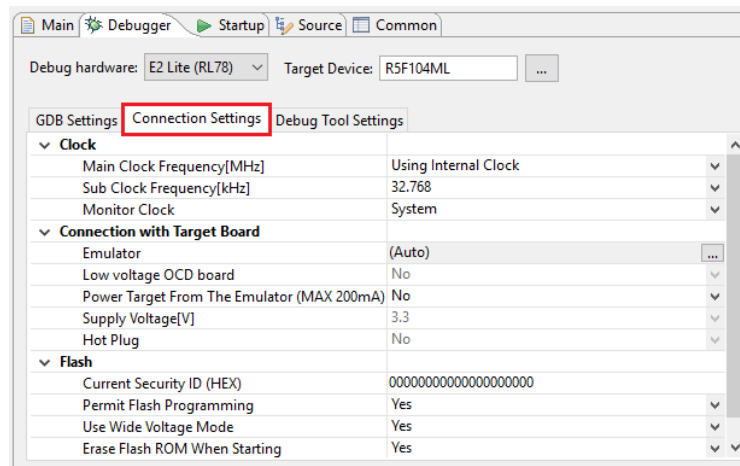 Main Debugger Startup Source Common
Debug hardware: E2 Lite (RL78) Target Device: R5F104ML ...
GDB Settings Connection Settings Debug Tool Settings
Clock
Main Clock Frequency[MHz] Using Internal Clock
Sub Clock Frequency[kHz] 32.768
Monitor Clock System
Connection with Target Board
Emulator (Auto) ...
Low voltage OCD board No
Power Target From The Emulator (MAX 200mA) No
Supply Voltage[V] 3.3
Hot Plug No
Flash
Current Security ID (HEX) 00000000000000000000
Permit Flash Programming Yes
Use Wide Voltage Mode Yes
Erase Flash ROM When Starting Yes